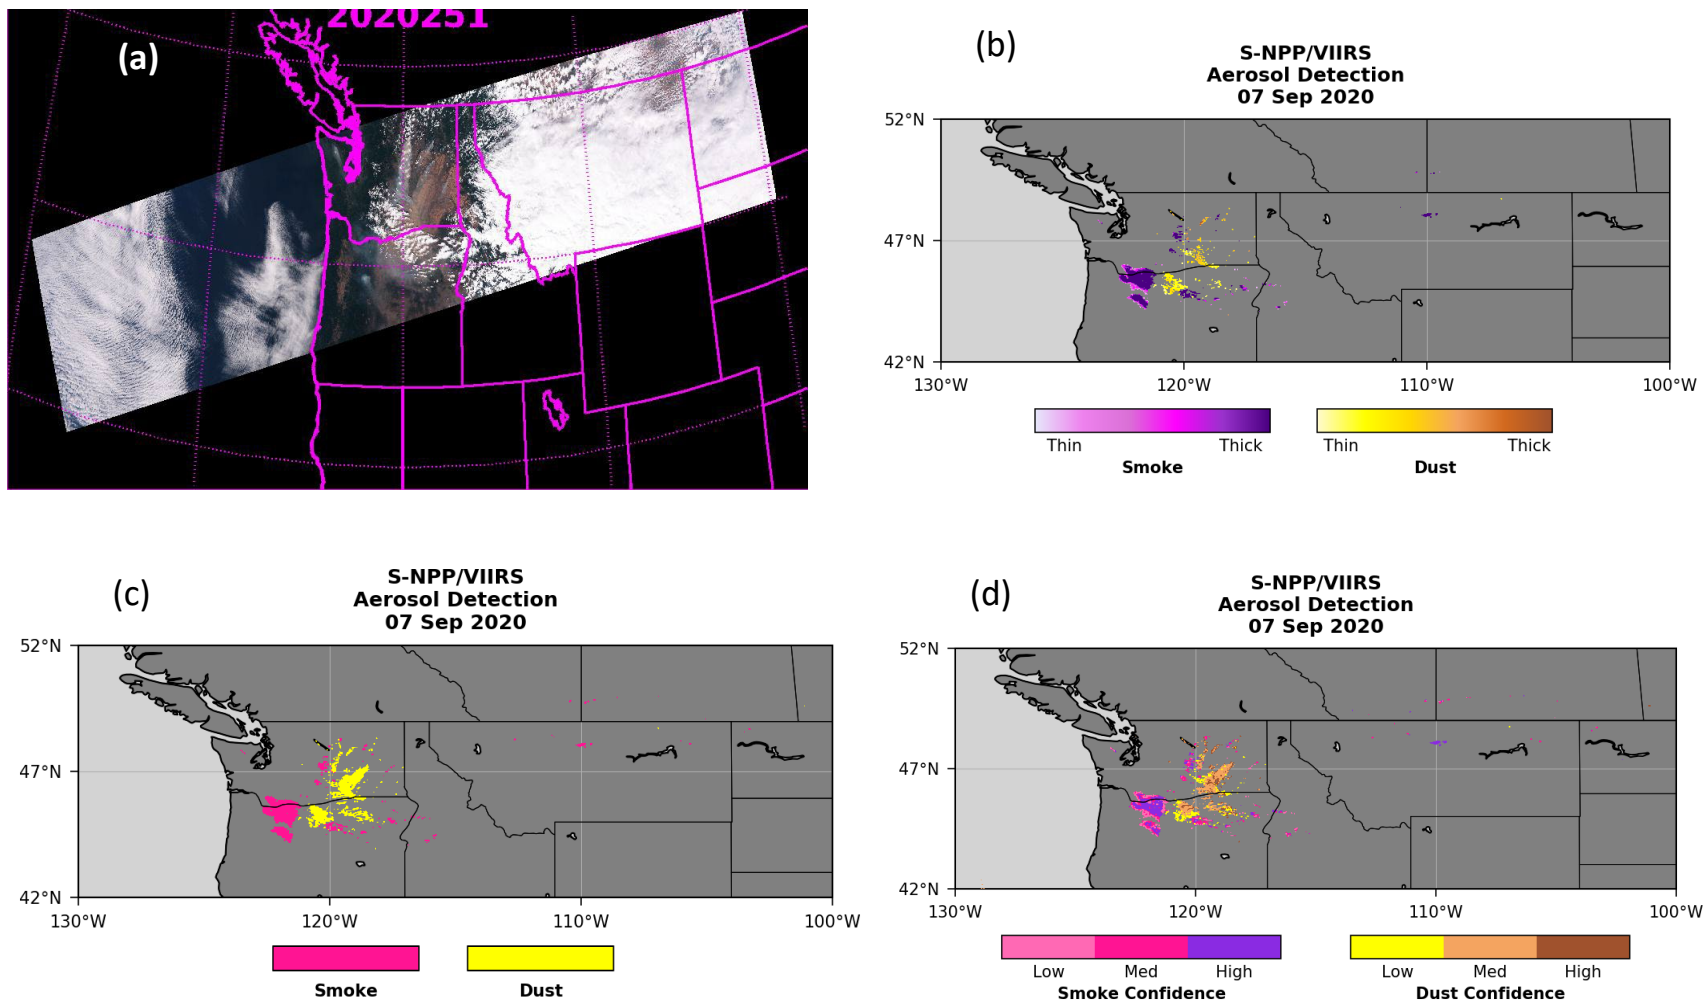 2020251
(a)
(b)
S-NPP/VIIRS
Aerosol Detection
07 Sep 2020
52°N
47°N
42°N
130°W 120°W 110°W 100°W
Thin Thick Thin Thick
Smoke Dust
(c)
S-NPP/VIIRS
Aerosol Detection
07 Sep 2020
52°N
47°N
42°N
130°W 120°W 110°W 100°W
Smoke Dust
(d)
S-NPP/VIIRS
Aerosol Detection
07 Sep 2020
52°N
47°N
42°N
130°W 120°W 110°W 100°W
Low Med High Low Med High
Smoke Confidence Dust Confidence